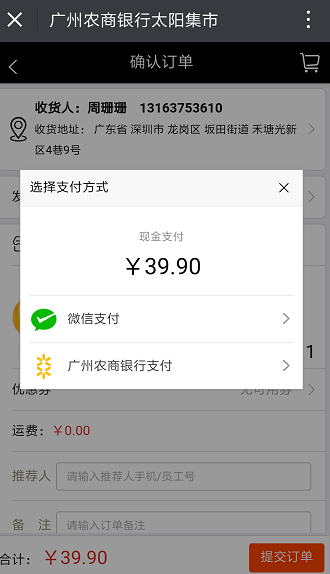 广州农商银行太阳集市
确认订单
收货人：周珊珊 13163753610
收货地址： 广东省 深圳市 龙岗区 坂田街道 禾塘光新
区4巷9号
选择支付方式
现金支付
￥39.90
微信支付
广州农商银行支付
1
优惠券 无可用券
运费：￥0.00
推荐人 请输入推荐人手机/员工号
备 注 请输入订单备注
合计：￥39.90 提交订单